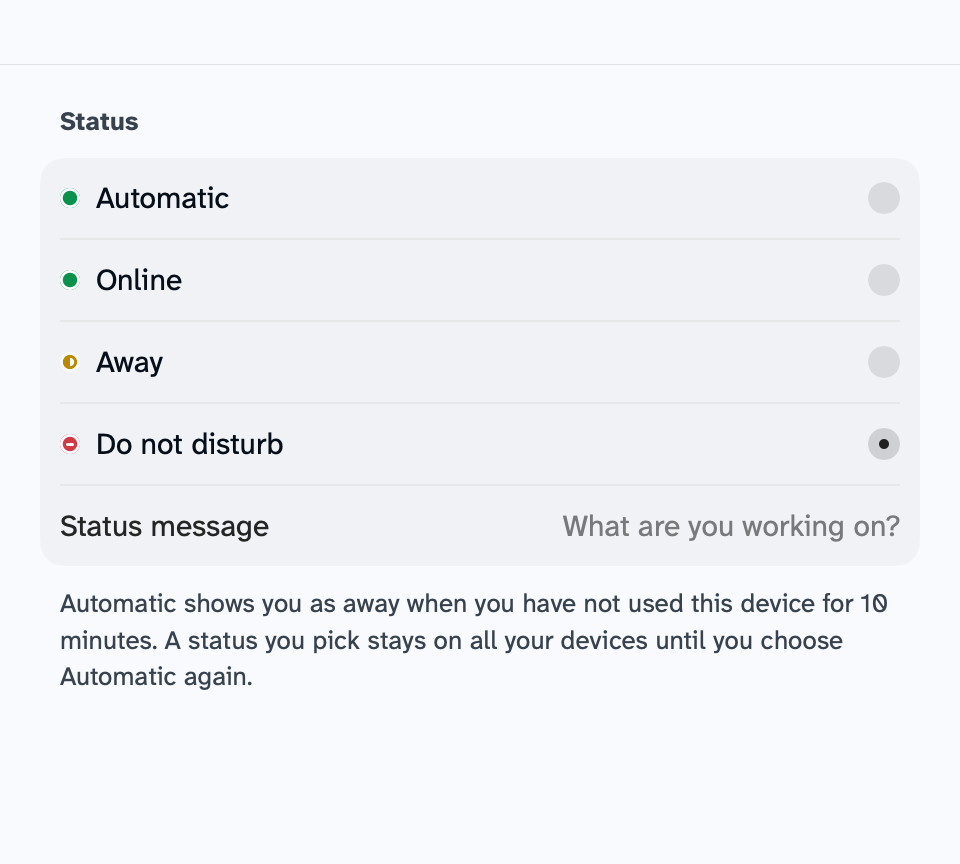 Status
Automatic
Online
Away
Do not disturb
Status message What are you working on?
Automatic shows you as away when you have not used this device for 10
minutes. A status you pick stays on all your devices until you choose
Automatic again.